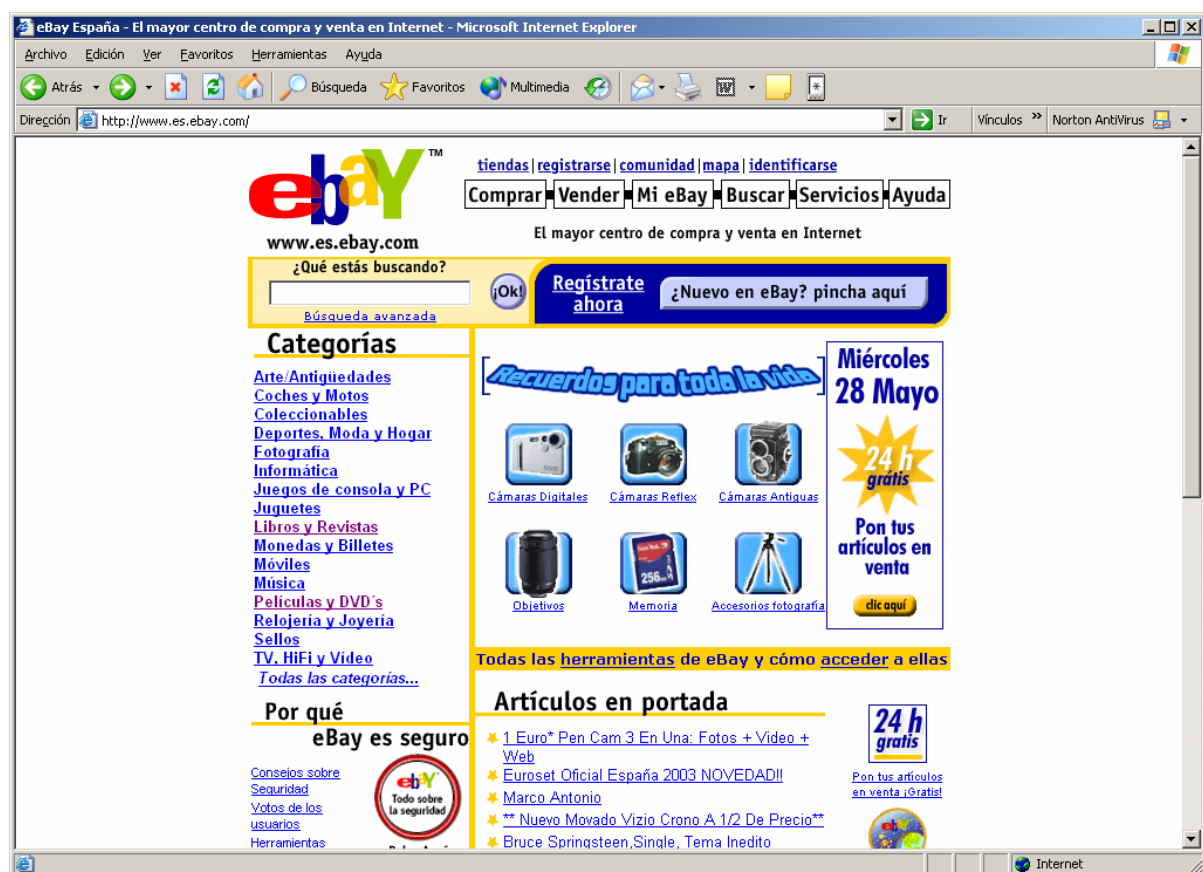 eBay España - El mayor centro de compra y venta en Internet - Microsoft Internet Explorer
Archivo Edición Ver Favoritos Herramientas Ayuda
Atrás Búsqueda Favoritos Multimedia
Dirección http://www.es.ebay.com/ Ir Vínculos » Norton AntiVirus
ebaY™
www.es.ebay.com
tiendas | registrarse | comunidad | mapa | identificarse
Comprar Vender Mi eBay Buscar Servicios Ayuda
El mayor centro de compra y venta en Internet
¿Qué estás buscando?
¡Ok!
Búsqueda avanzada
Regístrate
ahora
¿Nuevo en eBay? pincha aquí
Categorías
Arte/Antigüedades
Coches y Motos
Coleccionables
Deportes, Moda y Hogar
Fotografía
Informática
Juegos de consola y PC
Juguetes
Libros y Revistas
Monedas y Billetes
Móviles
Música
Películas y DVD´s
Relojería y Joyería
Sellos
TV, HiFi y Vídeo
Todas las categorías...
Por qué
eBay es seguro
Consejos sobre
Seguridad
Votos de los
usuarios
Herramientas
ebaY
Todo sobre
la seguridad
Recuerdos para toda la vida
Cámaras Digitales
Cámaras Reflex
Cámaras Antiguas
256
Objetivos
Memoria
Accesorios fotografía
Miércoles
28 Mayo
24 h
grátis
Pon tus
artículos en
venta
clic aquí
Todas las herramientas de eBay y cómo acceder a ellas
Artículos en portada
1 Euro* Pen Cam 3 En Una: Fotos + Video +
Web
Euroset Oficial España 2003 NOVEDAD!!
Marco Antonio
** Nuevo Movado Vizio Crono A 1/2 De Precio**
Bruce Springsteen,Single, Tema Inedito
24 h
gratis
Pon tus artículos
en venta ¡Gratis!
ebaY
Internet